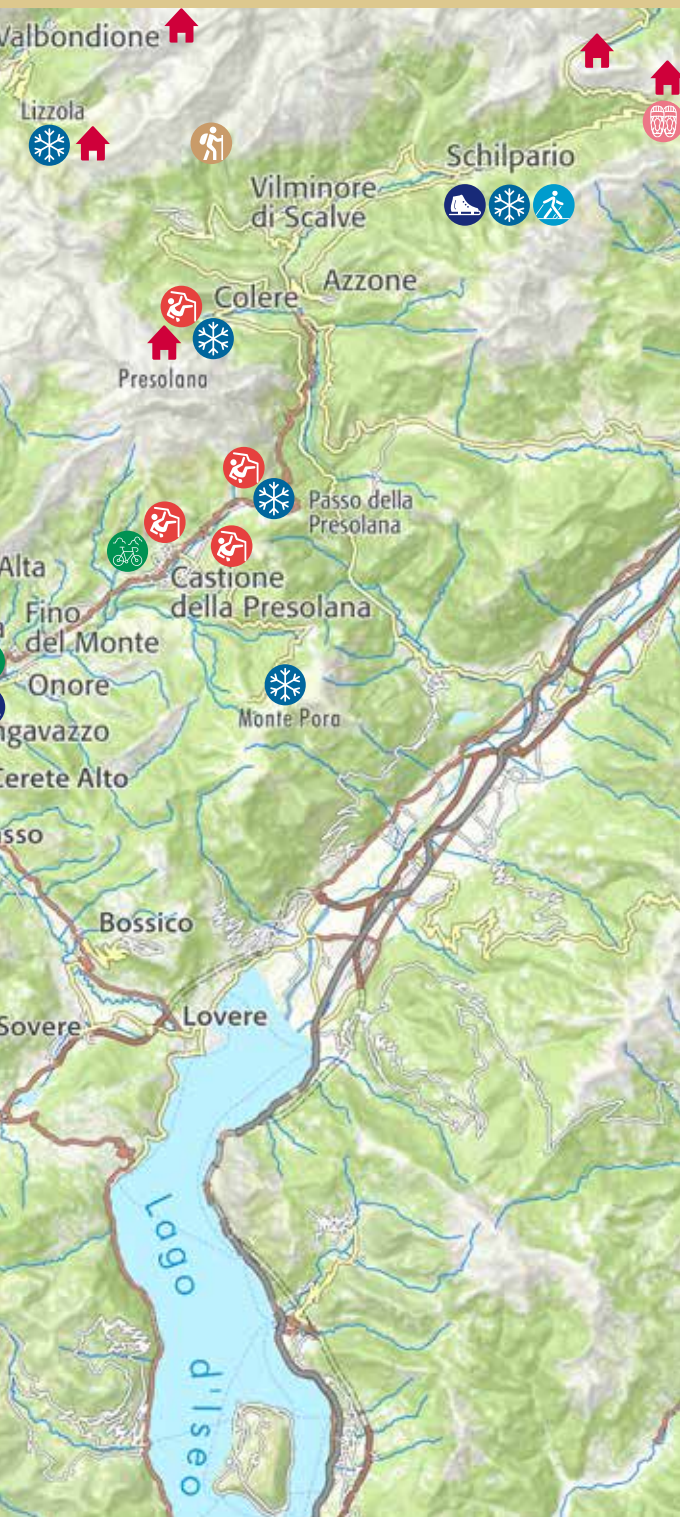 Valbondione
Lizzola
Schilpario
Vilminore
di Scalve
Azzone
Colere
Presolana
Passo della
Presolana
Castione
della Presolana
Alta
Fino
del Monte
Onore
Monte Pora
ngavazzo
Cerete Alto
sso
Bossico
Lovere
Sovere
Lago
d'Iseo